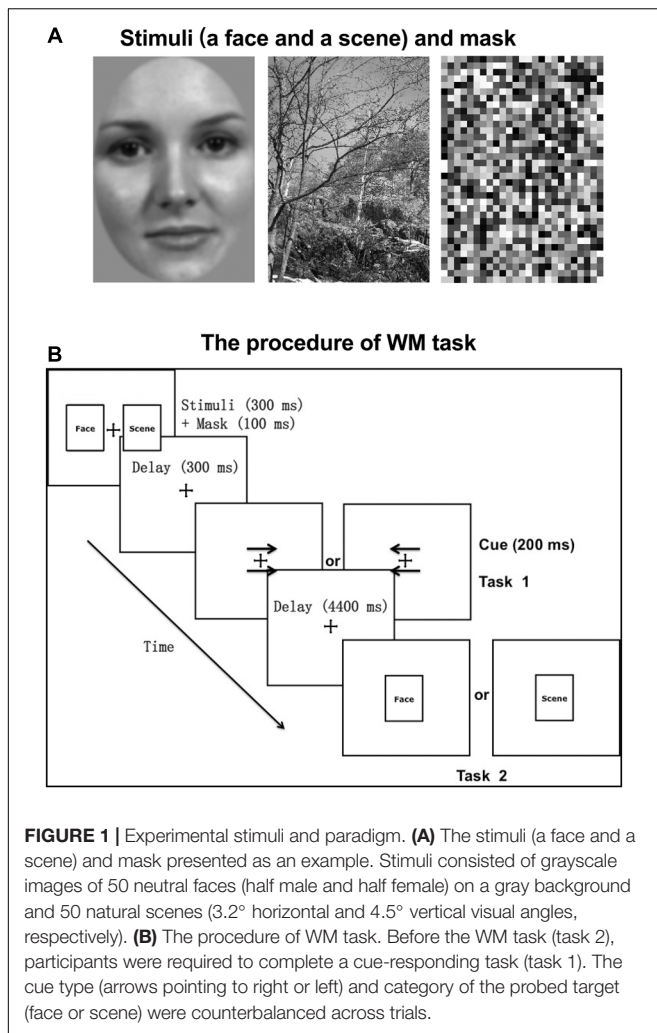 A
Stimuli (a face and a scene) and mask
The procedure of WM task
B
Face
Scene
Stimuli (300 ms)
+ Mask (100 ms)
Delay (300 ms)
or
Cue (200 ms)
Task 1
Delay (4400 ms)
Time
Face
or
Scene
Task 2
FIGURE 1 | Experimental stimuli and paradigm. (A) The stimuli (a face and a
scene) and mask presented as an example. Stimuli consisted of grayscale
images of 50 neutral faces (half male and half female) on a gray background
and 50 natural scenes (3.2° horizontal and 4.5° vertical visual angles,
respectively). (B) The procedure of WM task. Before the WM task (task 2),
participants were required to complete a cue-responding task (task 1). The
cue type (arrows pointing to right or left) and category of the probed target
(face or scene) were counterbalanced across trials.